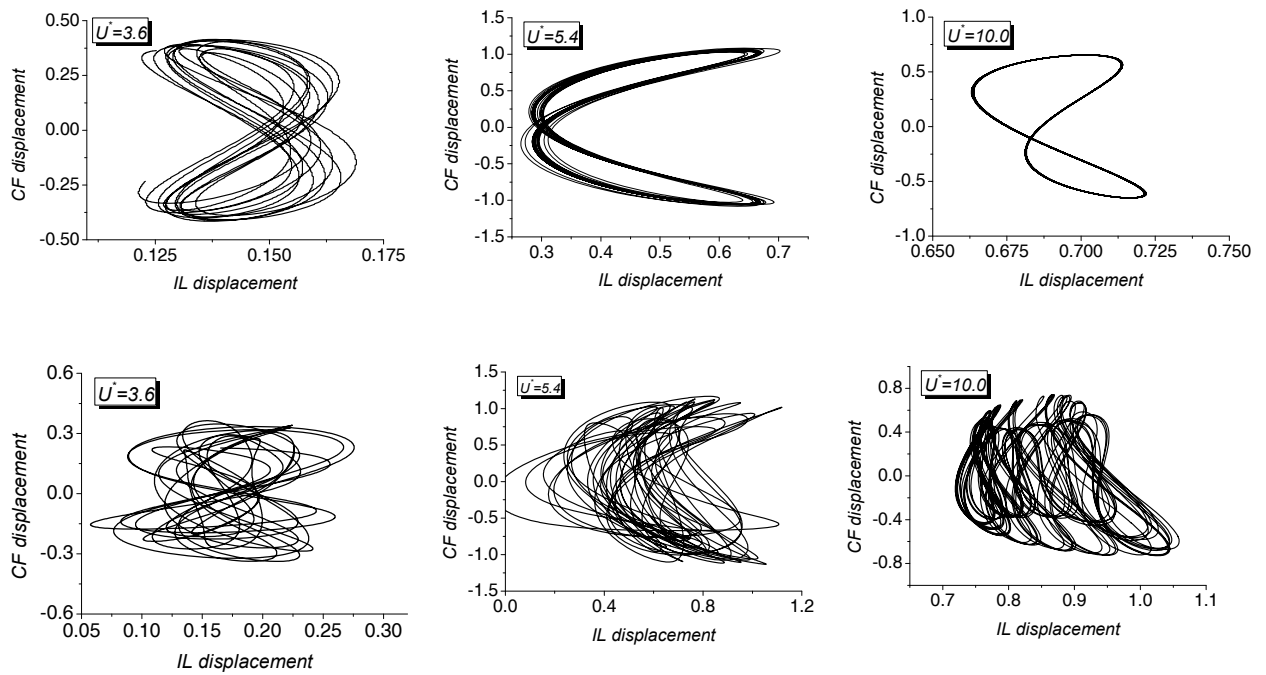 U*=3.6
0.50
0.25
0.00
-0.25
-0.50
0.125 0.150 0.175
CF displacement
IL displacement
U*=5.4
1.5
1.0
0.5
0.0
-0.5
-1.0
-1.5
0.3 0.4 0.5 0.6 0.7
CF displacement
IL displacement
U*=10.0
1.0
0.5
0.0
-0.5
-1.0
0.650 0.675 0.700 0.725 0.750
CF displacement
IL displacement
U*=3.6
0.6
0.3
0.0
-0.3
-0.6
0.05 0.10 0.15 0.20 0.25 0.30
CF displacement
IL displacement
U*=5.4
1.5
1.0
0.5
0.0
-0.5
-1.0
-1.5
0.0 0.4 0.8 1.2
CF displacement
IL displacement
U*=10.0
0.8
0.4
0.0
-0.4
-0.8
0.7 0.8 0.9 1.0 1.1
CF displacement
IL displacement